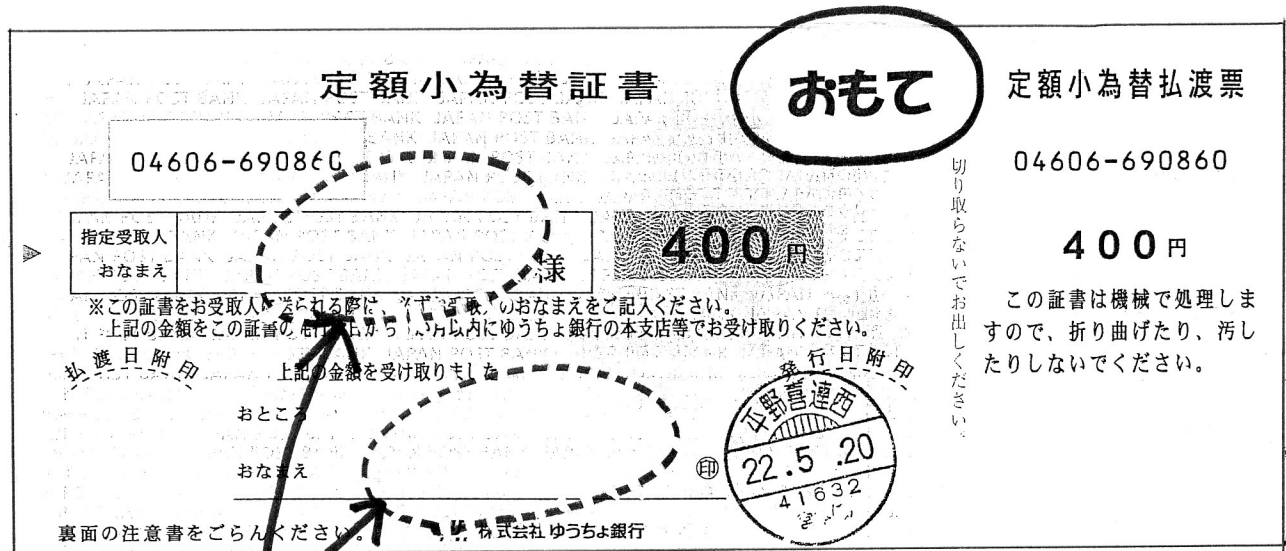 定額小為替証書
おもて
04606-690860
指定受取人
おなまえ
様
400円
※この証書をお受取人 送られる際は、 おなまえをご記入ください。
上記の金額をこの証書の 以内にゆうちょ銀行の本支店等でお受け取りください。
払渡日附印
上記の金額を受け取りました
発行日附印
おところ
おなまえ
印
平野喜連西
22.5.20
41632
裏面の注意書をごらんください。
株式会社ゆうちょ銀行
切り取らないでお出しください。
定額小為替払渡票
04606-690860
400円
この証書は機械で処理しま
すので、折り曲げたり、汚し
たりしないでください。